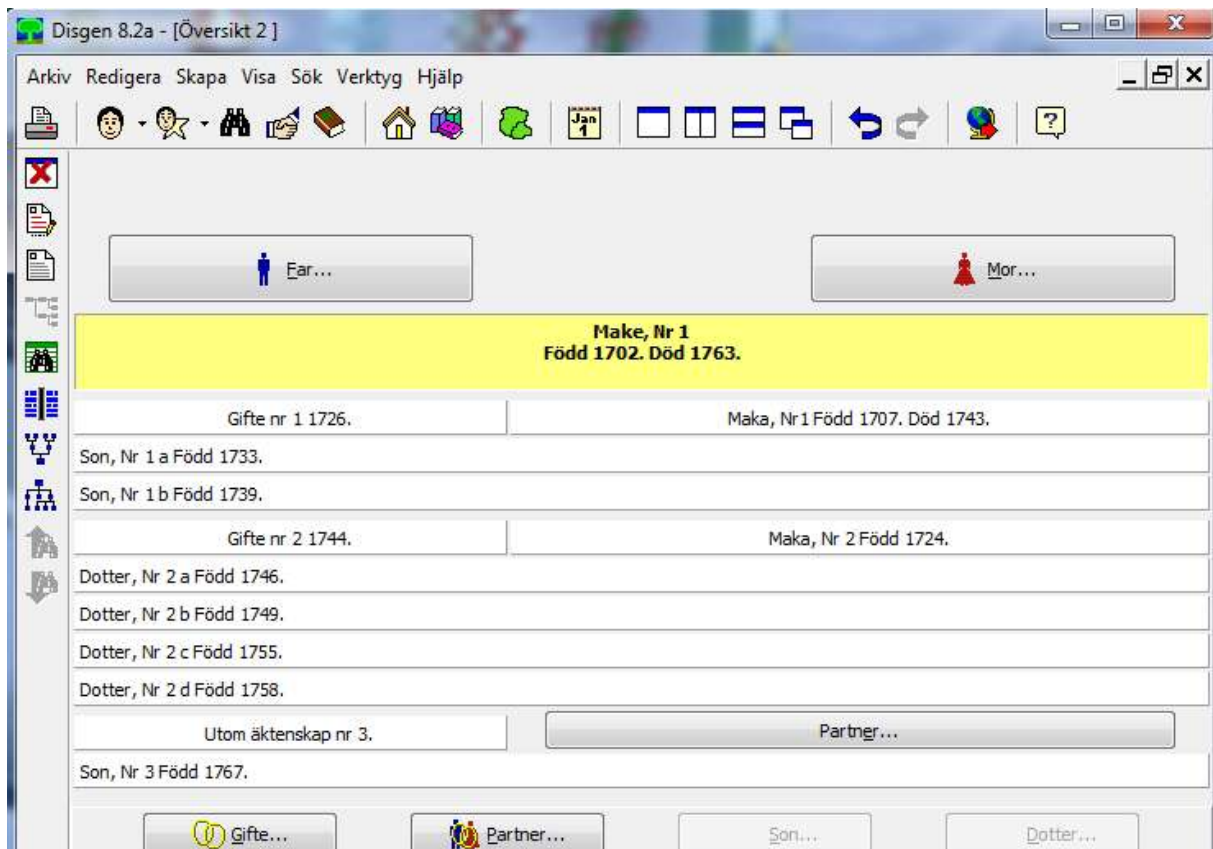 Disgen 8.2a - [Översikt 2 ]
Arkiv Redigera Skapa Visa Sök Verktyg Hjälp
Jan 1
Far... Mor...
Make, Nr 1
Född 1702. Död 1763.
Gifte nr 1 1726. Maka, Nr1 Född 1707. Död 1743.
Son, Nr 1 a Född 1733.
Son, Nr 1 b Född 1739.
Gifte nr 2 1744. Maka, Nr 2 Född 1724.
Dotter, Nr 2 a Född 1746.
Dotter, Nr 2 b Född 1749.
Dotter, Nr 2 c Född 1755.
Dotter, Nr 2 d Född 1758.
Utom äktenskap nr 3. Partner...
Son, Nr 3 Född 1767.
Gifte... Partner... Son... Dotter...